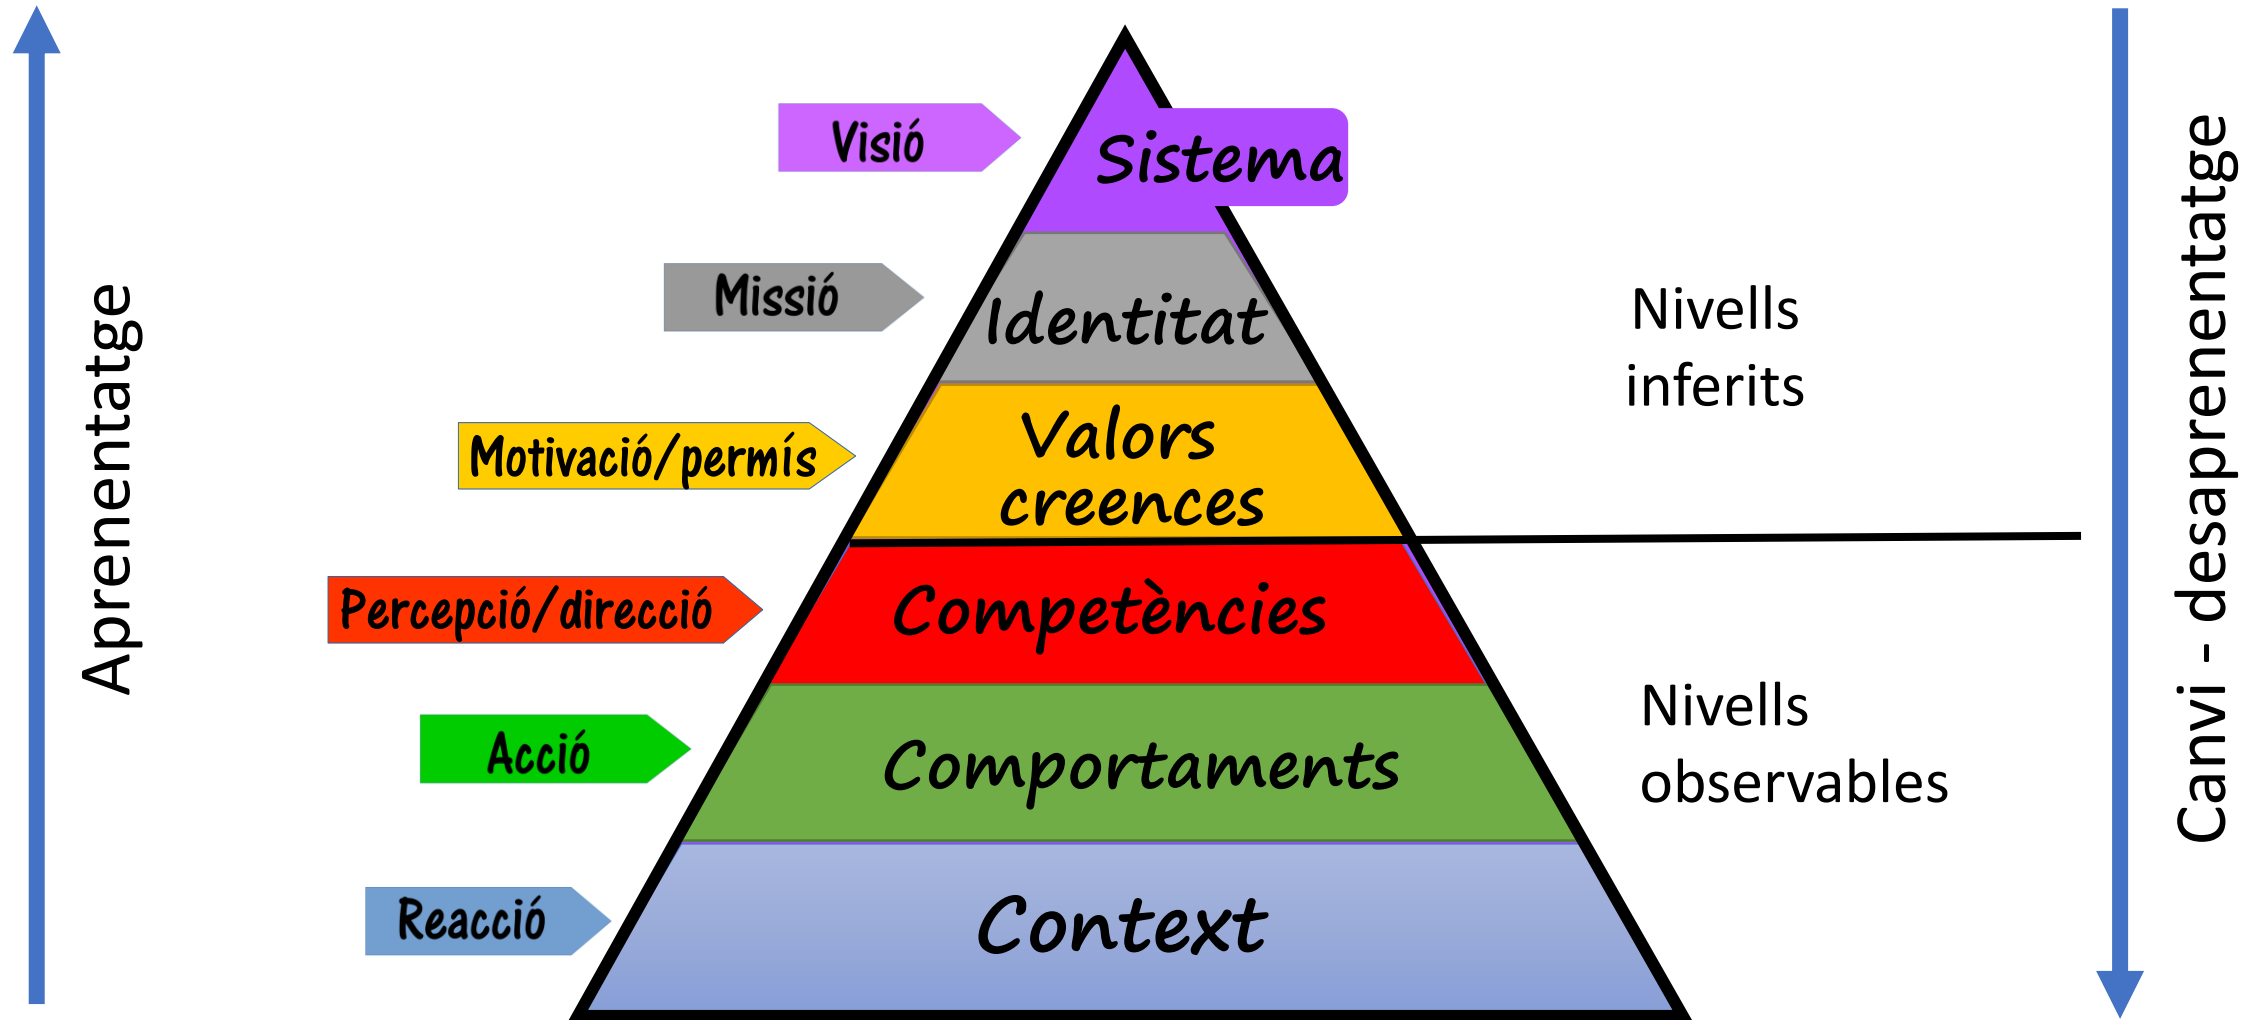 Aprenentatge
Visió
Sistema
Missió
Identitat
Motivació/permís
Valors
creences
Percepció/direcció
Competències
Acció
Comportaments
Reacció
Context
Nivells
inferits
Nivells
observables
Canvi - desaprenentatge